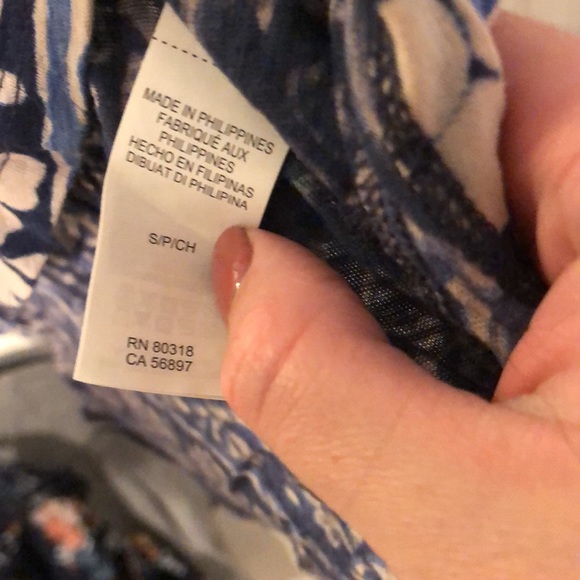 MADE IN PHILIPPINES
FABRIQUÉ AUX
PHILIPPINES
HECHO EN FILIPINAS
DIBUAT DI PHILIPINA
S/P/CH
RN 80318
CA 56897